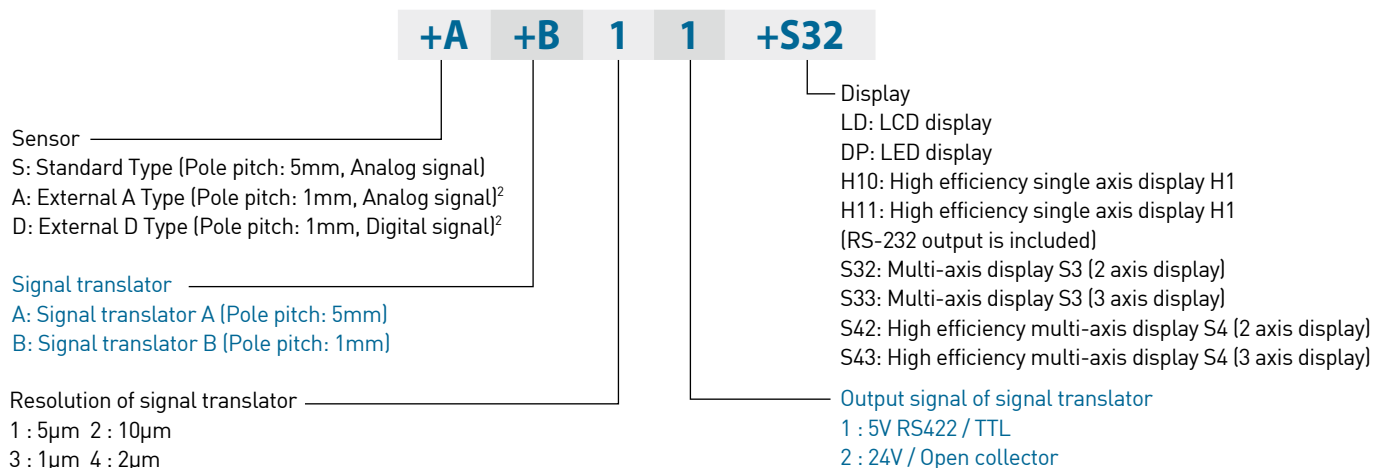 +A +B 1 1 +S32
Sensor
S: Standard Type (Pole pitch: 5mm, Analog signal)
A: External A Type (Pole pitch: 1mm, Analog signal)²
D: External D Type (Pole pitch: 1mm, Digital signal)²
Signal translator
A: Signal translator A (Pole pitch: 5mm)
B: Signal translator B (Pole pitch: 1mm)
Resolution of signal translator
1 : 5µm 2 : 10µm
3 : 1µm 4 : 2µm
Display
LD: LCD display
DP: LED display
H10: High efficiency single axis display H1
H11: High efficiency single axis display H1
(RS-232 output is included)
S32: Multi-axis display S3 (2 axis display)
S33: Multi-axis display S3 (3 axis display)
S42: High efficiency multi-axis display S4 (2 axis display)
S43: High efficiency multi-axis display S4 (3 axis display)
Output signal of signal translator
1 : 5V RS422 / TTL
2 : 24V / Open collector